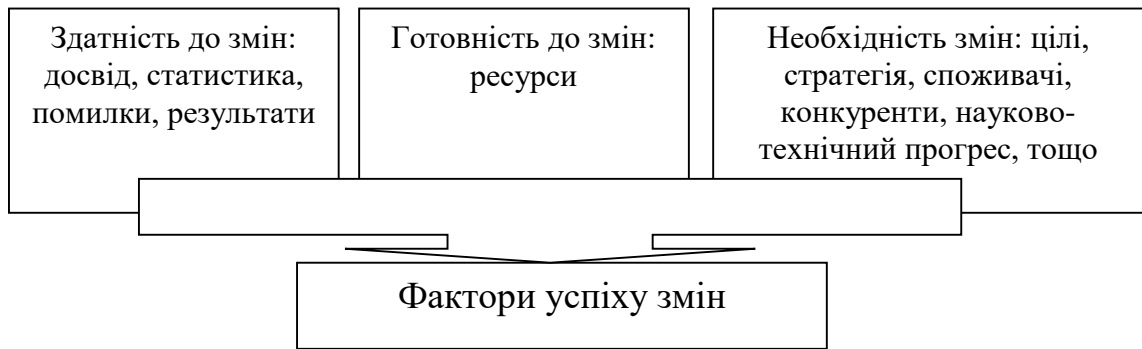 Здатність до змін:
досвід, статистика,
помилки, результати
Готовність до змін:
ресурси
Необхідність змін: цілі,
стратегія, споживачі,
конкуренти, науково-
технічний прогрес, тощо
Фактори успіху змін